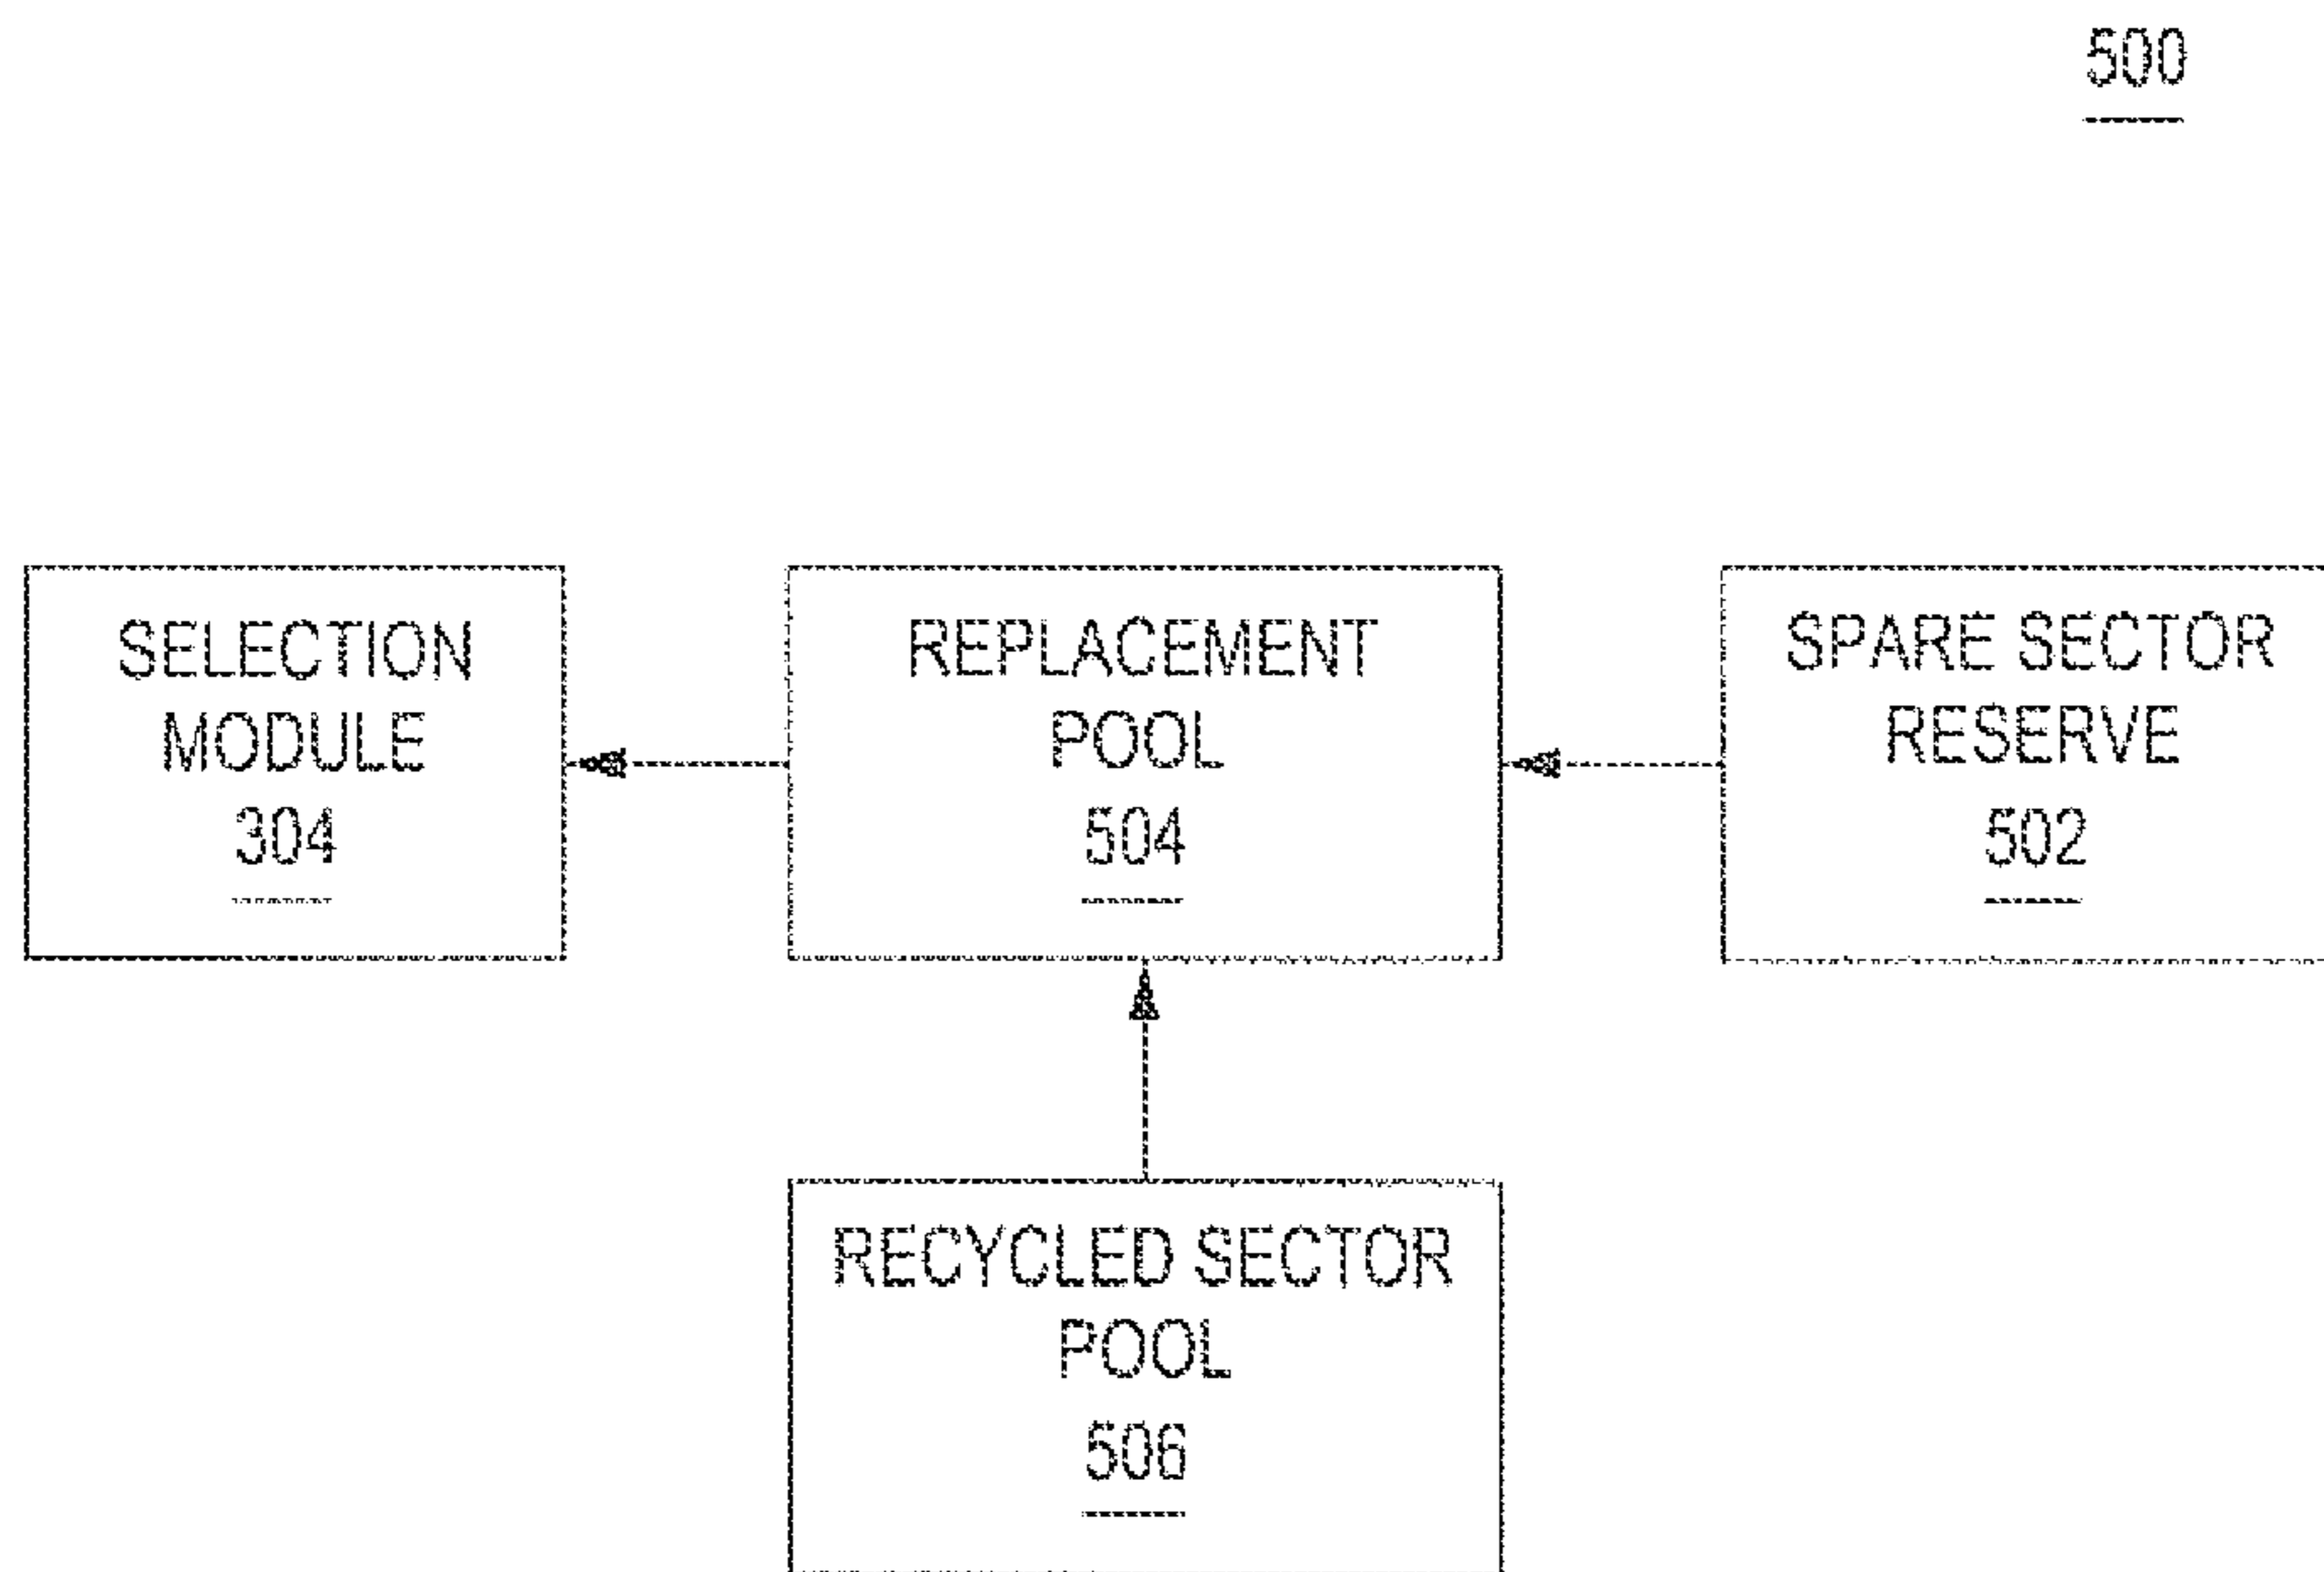 500
SELECTION
MODULE
304
REPLACEMENT
POOL
504
SPARE SECTOR
RESERVE
502
RECYCLED SECTOR
POOL
506